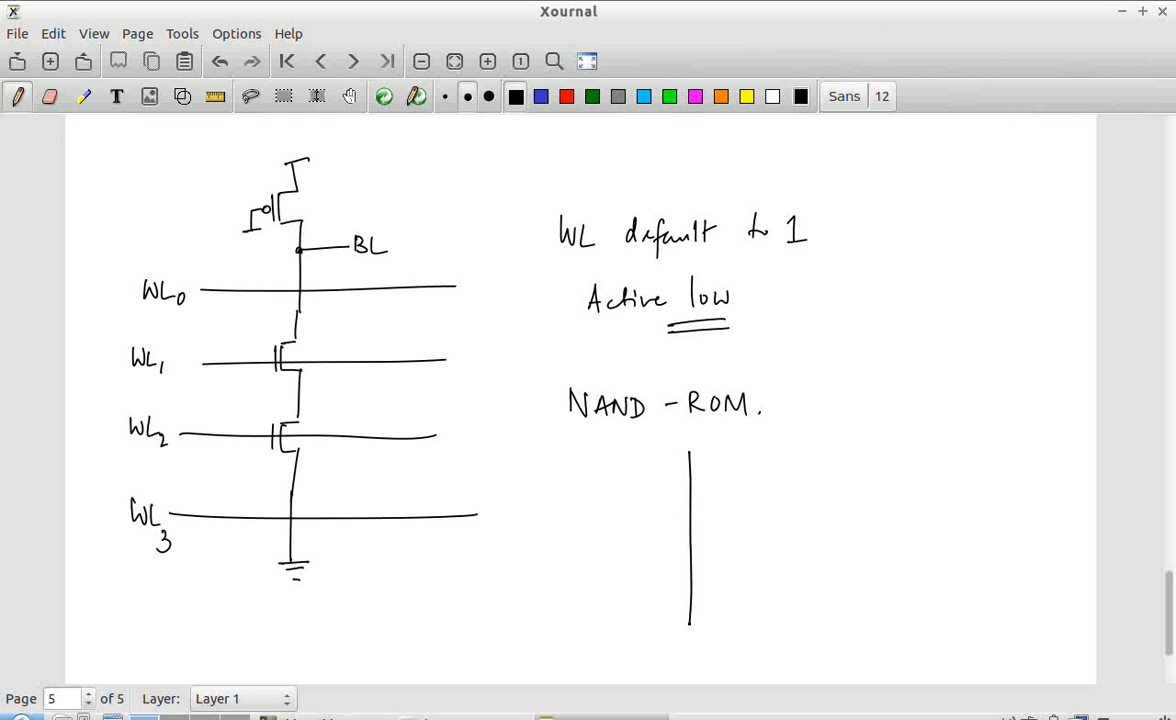 Xournal
File Edit View Page Tools Options Help
Sans 12
BL
WL0
WL1
WL2
WL3
WL default to 1
Active low
NAND - ROM.
Page 5 of 5 Layer: Layer 1